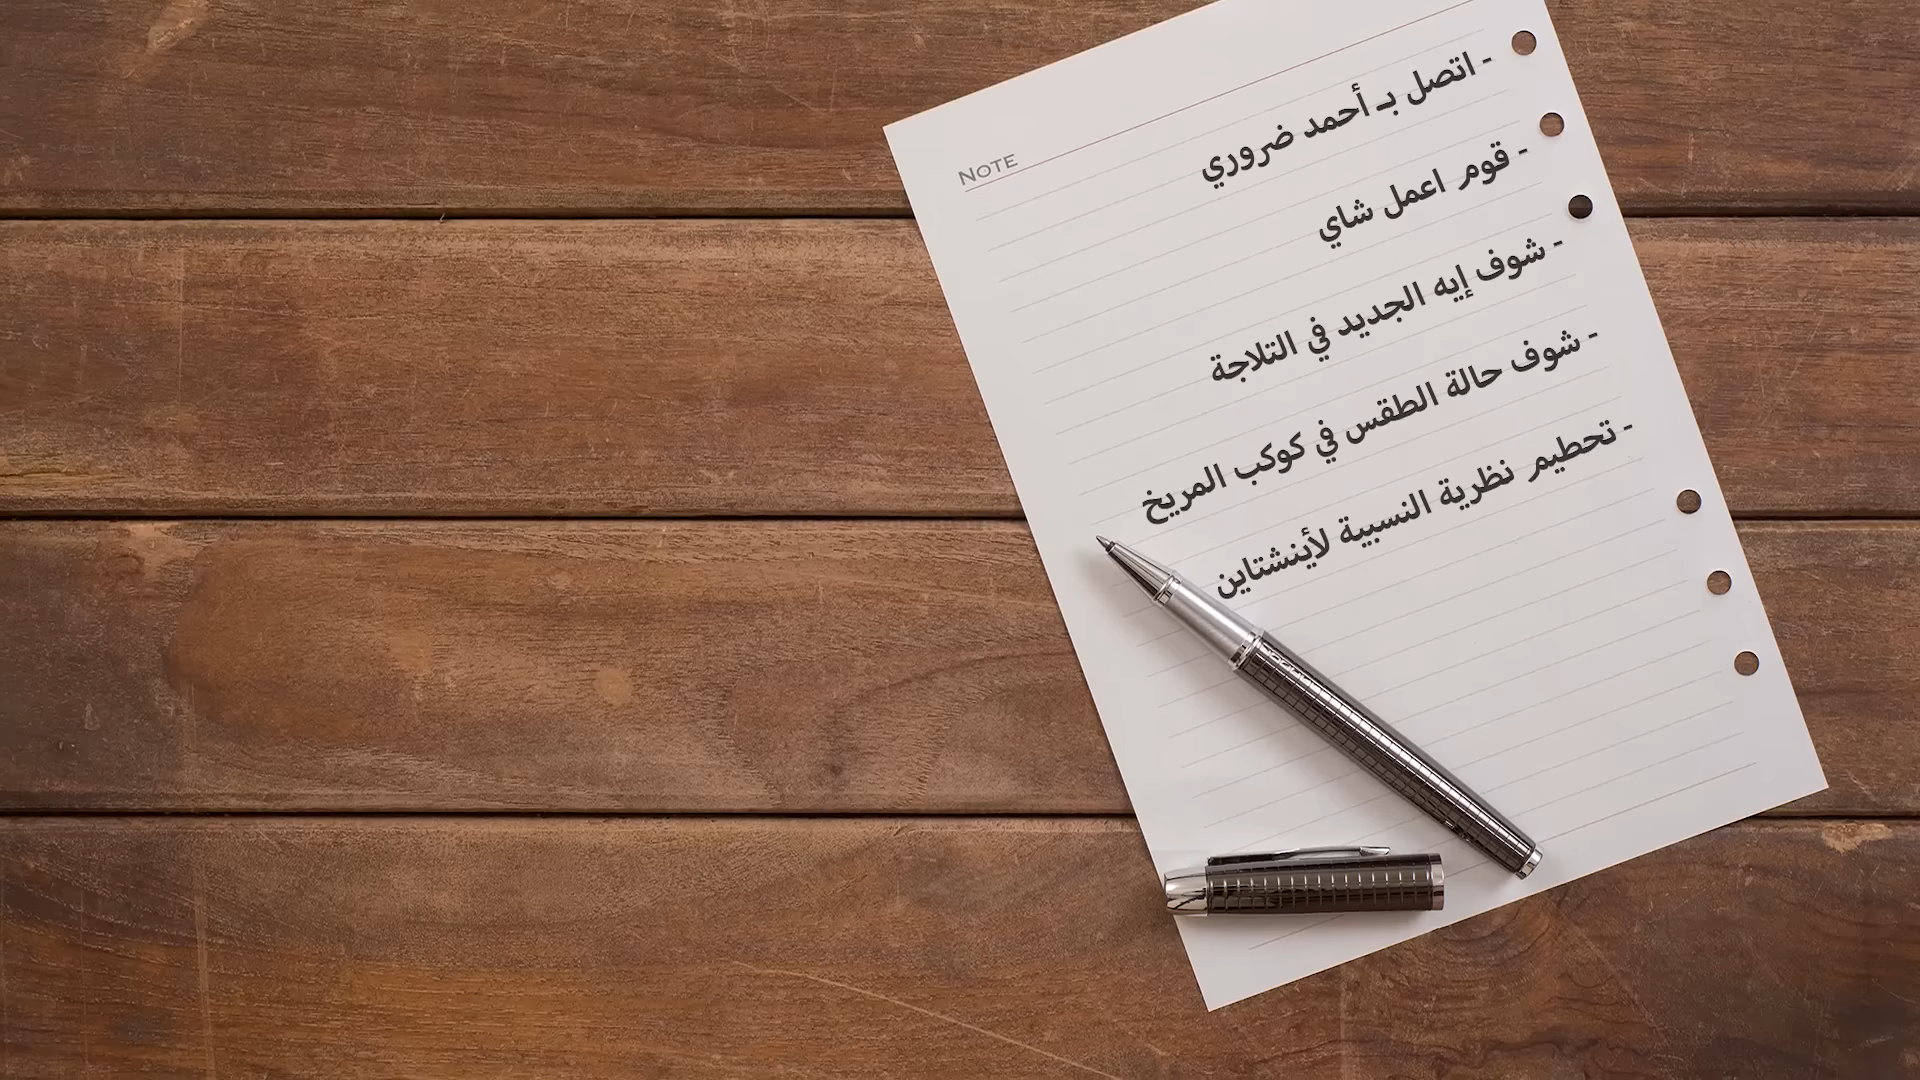 NOTE
- اتصل بـ أحمد ضروري
- قوم اعمل شاي
- شوف إيه الجديد في التلاجة
- شوف حالة الطقس في كوكب المريخ
- تحطيم نظرية النسبية لأينشتاين